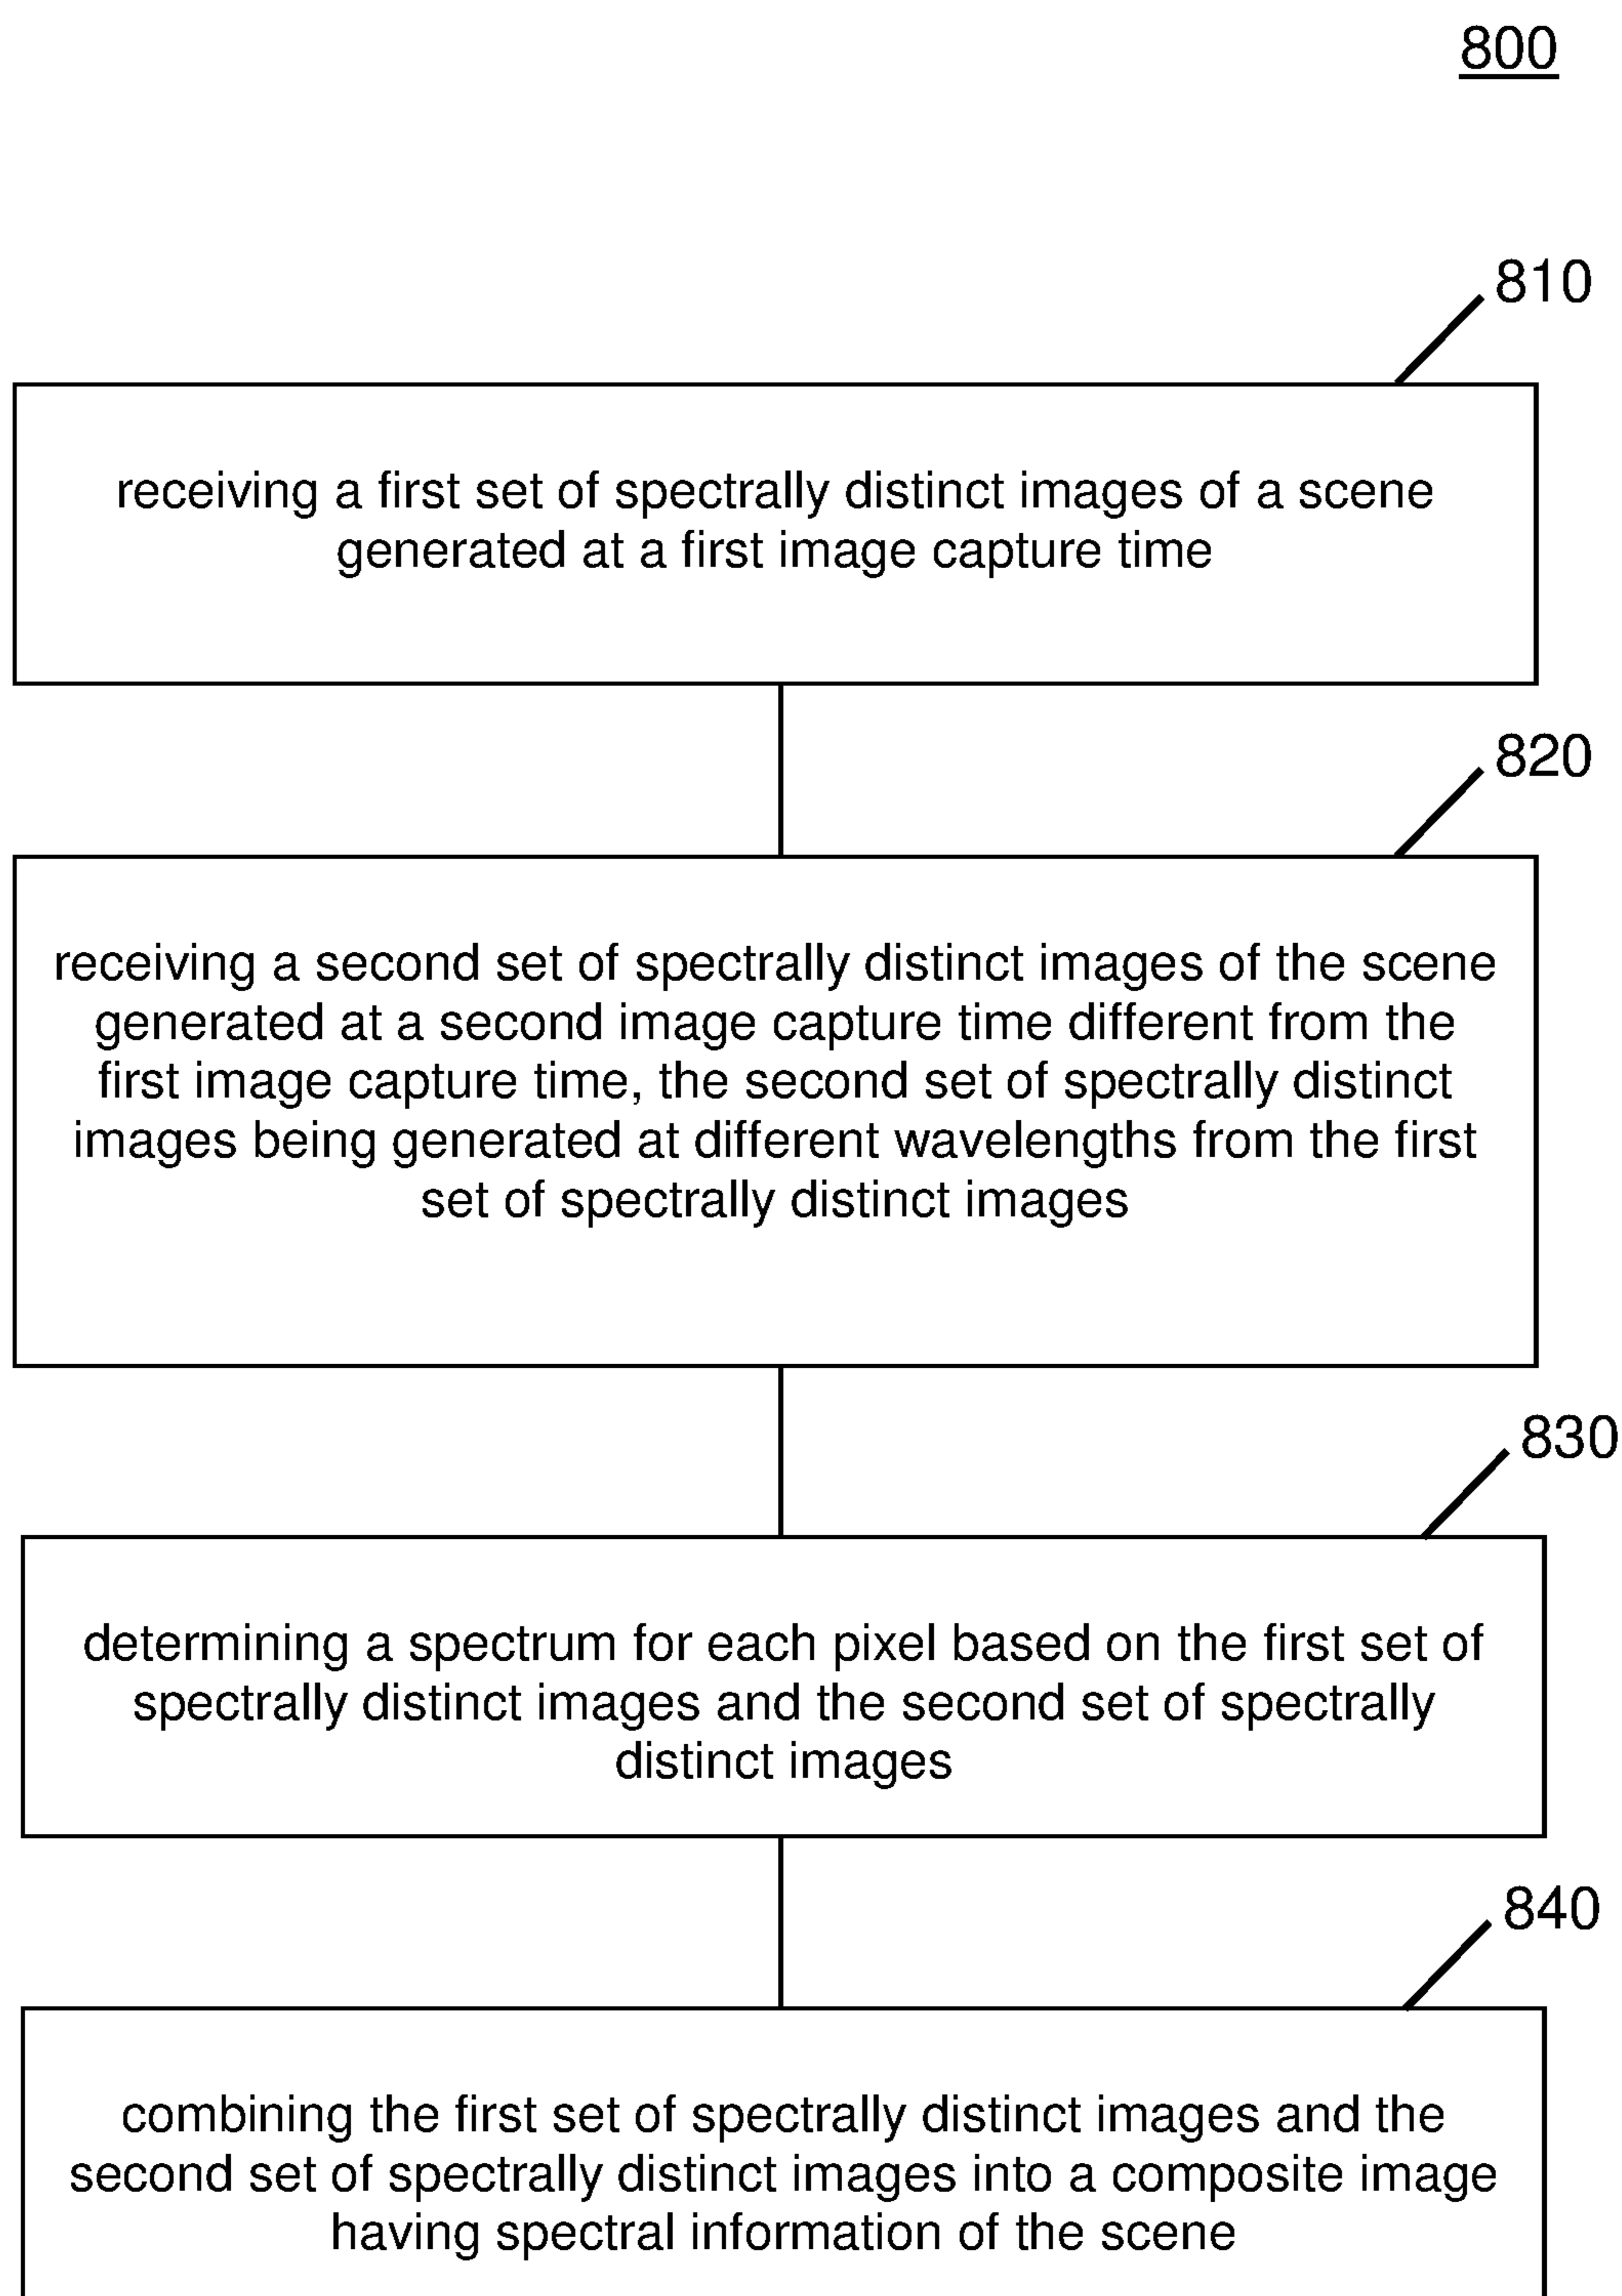 800
810
receiving a first set of spectrally distinct images of a scene
generated at a first image capture time
820
receiving a second set of spectrally distinct images of the scene
generated at a second image capture time different from the
first image capture time, the second set of spectrally distinct
images being generated at different wavelengths from the first
set of spectrally distinct images
830
determining a spectrum for each pixel based on the first set of
spectrally distinct images and the second set of spectrally
distinct images
840
combining the first set of spectrally distinct images and the
second set of spectrally distinct images into a composite image
having spectral information of the scene